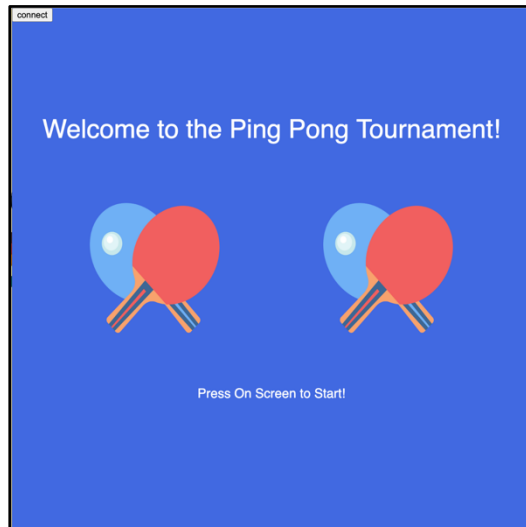 connect
Welcome to the Ping Pong Tournament!
Press On Screen to Start!